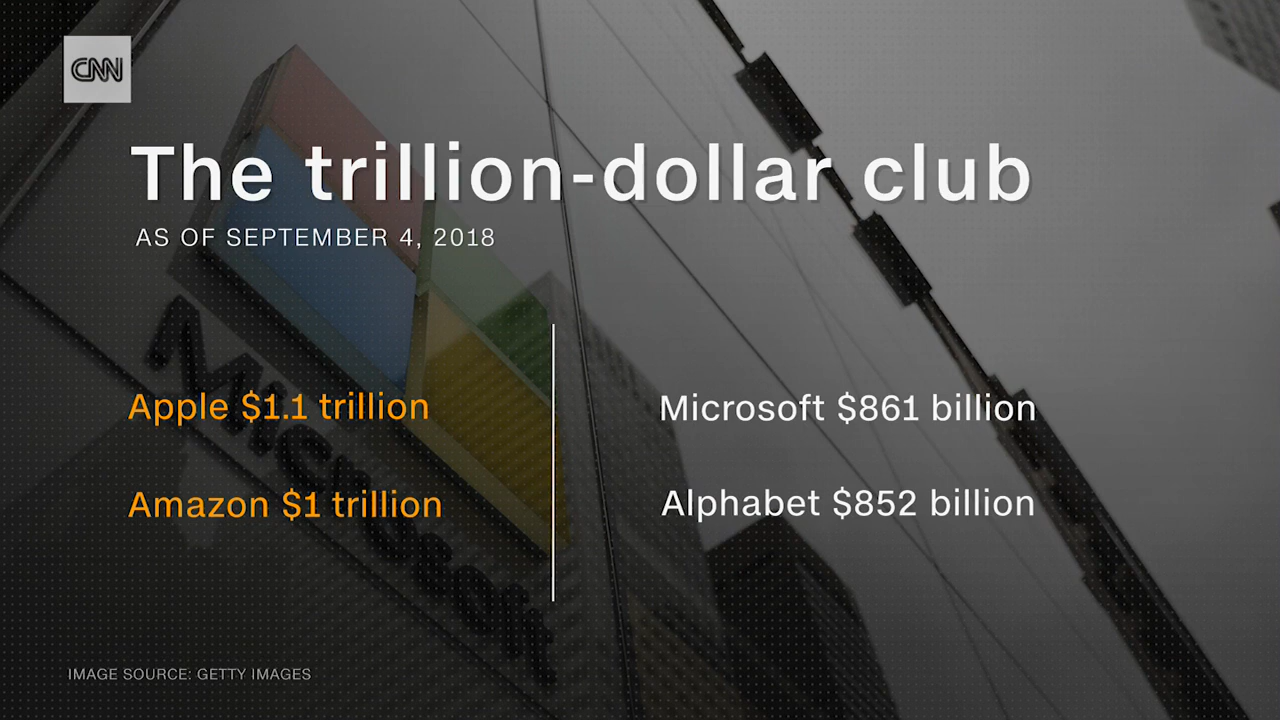 CNN
The trillion-dollar club
AS OF SEPTEMBER 4, 2018
Apple $1.1 trillion
Amazon $1 trillion
Microsoft $861 billion
Alphabet $852 billion
Microsoft
IMAGE SOURCE: GETTY IMAGES